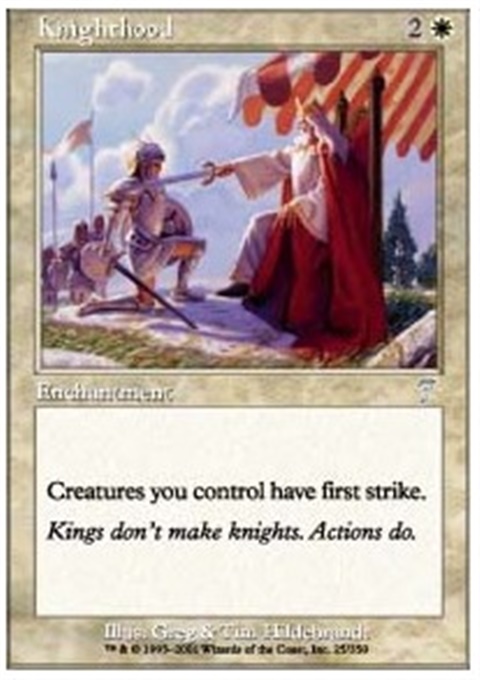 Knighthood 2
Enchantment 7
Creatures you control have first strike.
Kings don't make knights. Actions do.
Illus. Greg & Tim Hildebrandt
™ & © 1993–2001 Wizards of the Coast, Inc. 25/350